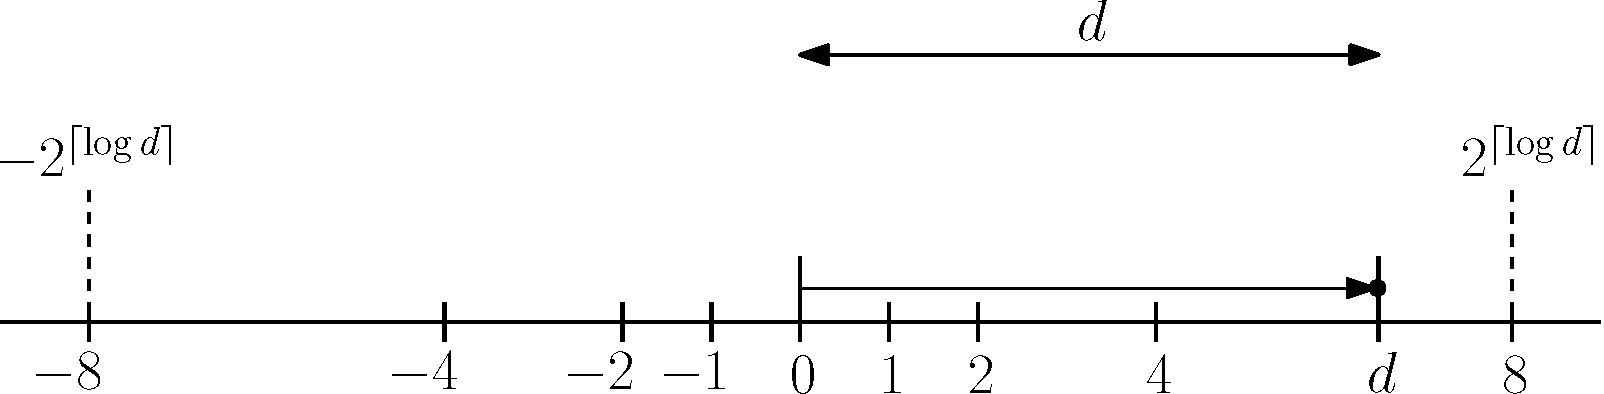 d
−2^{⌈log d⌉} 2^{⌈log d⌉}
−8 −4 −2 −1 0 1 2 4 d 8